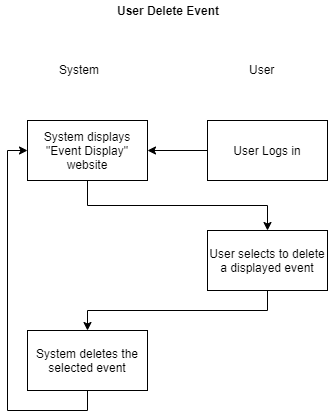 User Delete Event
System
User
System displays
"Event Display"
website
User Logs in
User selects to delete
a displayed event
System deletes the
selected event